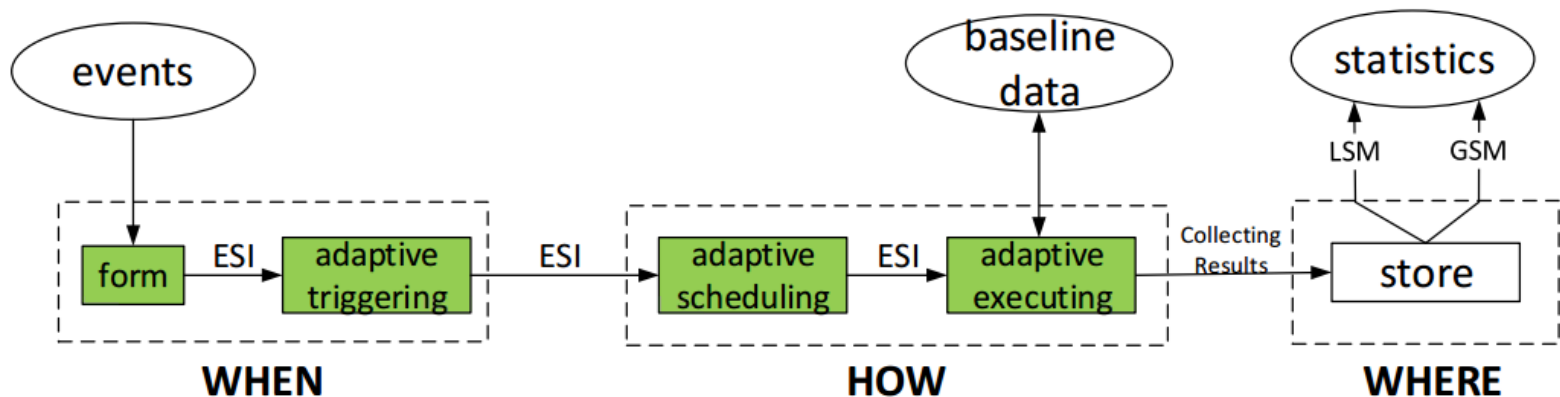 events
baseline
data
statistics
LSM
GSM
form
ESI
adaptive
triggering
ESI
adaptive
scheduling
ESI
adaptive
executing
Collecting
Results
store
WHEN
HOW
WHERE